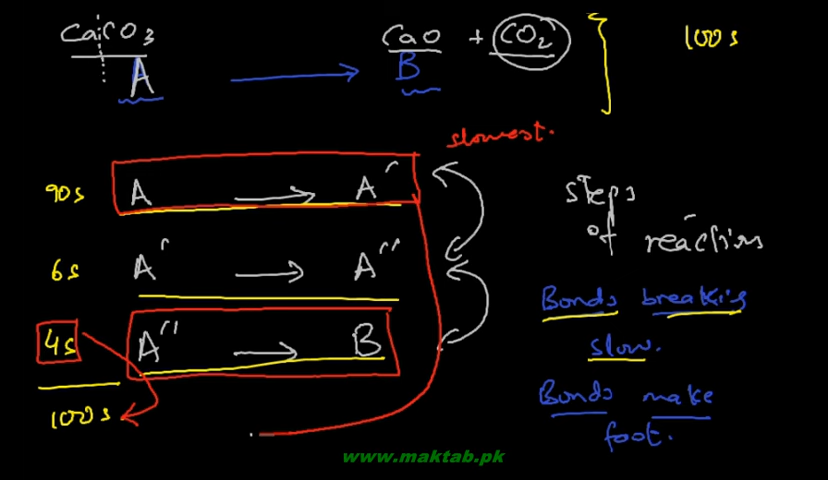 CaCO3 CaO + CO2 100s
A → B
slowest.
90s A → A'
6s A' → A''
4s A'' → B
100s
steps
of reactions
Bonds breaking
slow.
Bonds make
fast.
www.maktab.pk